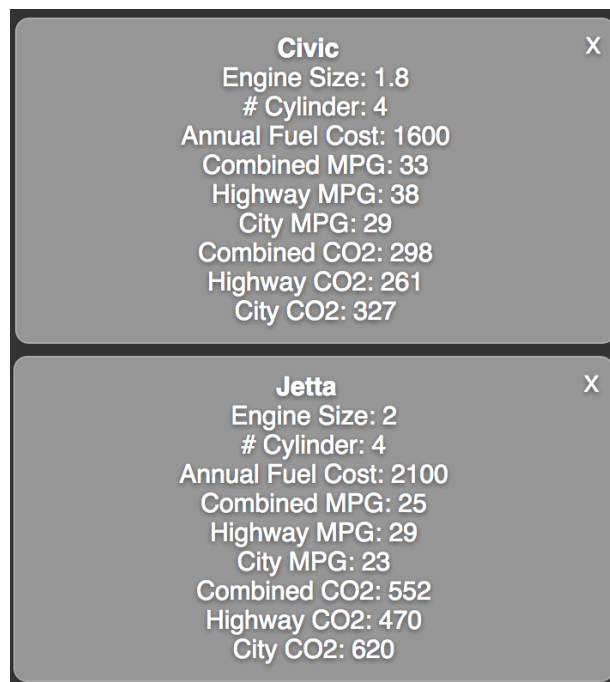 Civic
X
Engine Size: 1.8
# Cylinder: 4
Annual Fuel Cost: 1600
Combined MPG: 33
Highway MPG: 38
City MPG: 29
Combined CO2: 298
Highway CO2: 261
City CO2: 327
Jetta
X
Engine Size: 2
# Cylinder: 4
Annual Fuel Cost: 2100
Combined MPG: 25
Highway MPG: 29
City MPG: 23
Combined CO2: 552
Highway CO2: 470
City CO2: 620